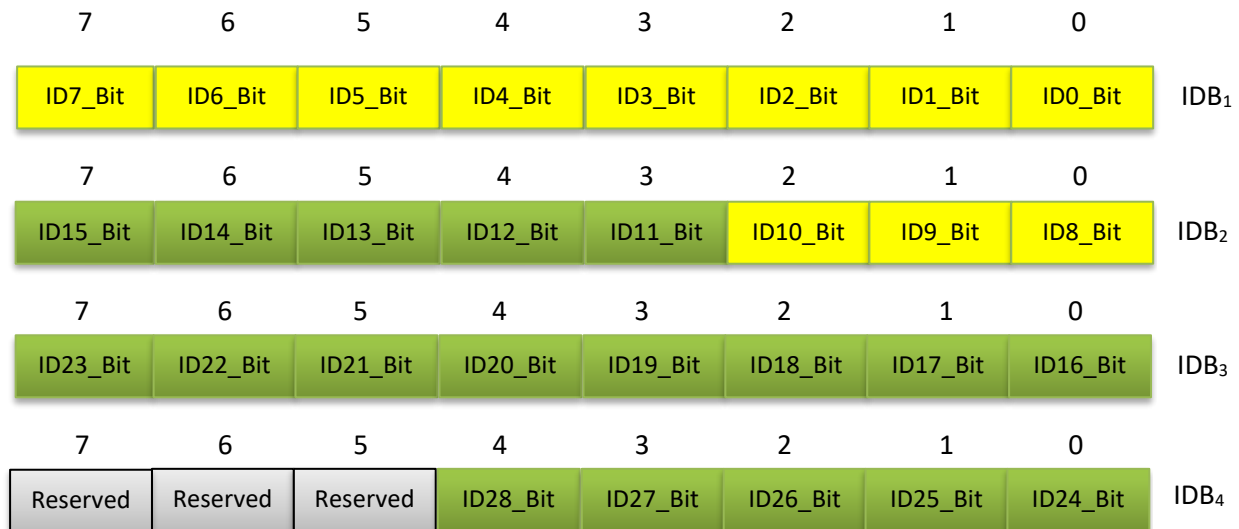 7 6 5 4 3 2 1 0
ID7_Bit ID6_Bit ID5_Bit ID4_Bit ID3_Bit ID2_Bit ID1_Bit ID0_Bit IDB₁
7 6 5 4 3 2 1 0
ID15_Bit ID14_Bit ID13_Bit ID12_Bit ID11_Bit ID10_Bit ID9_Bit ID8_Bit IDB₂
7 6 5 4 3 2 1 0
ID23_Bit ID22_Bit ID21_Bit ID20_Bit ID19_Bit ID18_Bit ID17_Bit ID16_Bit IDB₃
7 6 5 4 3 2 1 0
Reserved Reserved Reserved ID28_Bit ID27_Bit ID26_Bit ID25_Bit ID24_Bit IDB₄